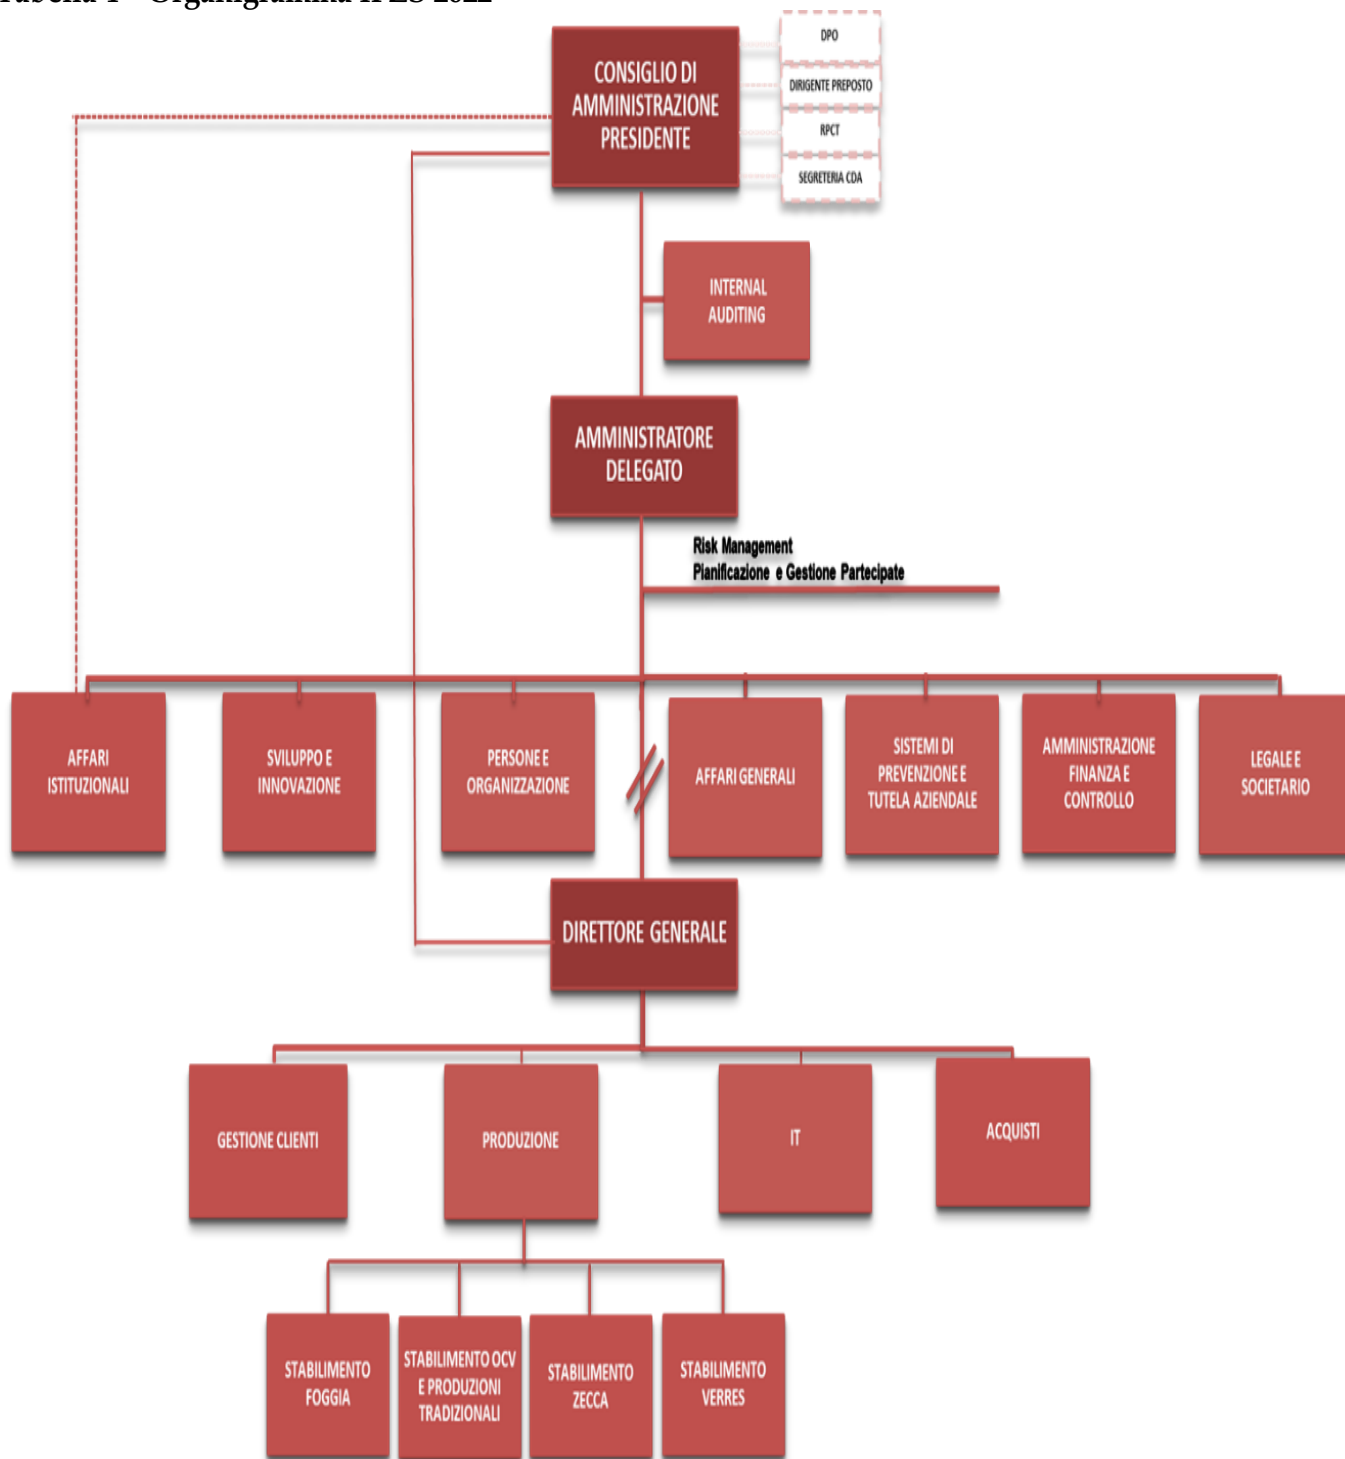 CONSIGLIO DI
AMMINISTRAZIONE
PRESIDENTE
DPO
DIRIGENTE PREPOSTO
RPCT
SEGRETERIA CDA
INTERNAL
AUDITING
AMMINISTRATORE
DELEGATO
Risk Management
Pianificazione e Gestione Partecipate
AFFARI
ISTITUZIONALI
SVILUPPO E
INNOVAZIONE
PERSONE E
ORGANIZZAZIONE
AFFARI GENERALI
SISTEMI DI
PREVENZIONE E
TUTELA AZIENDALE
AMMINISTRAZIONE
FINANZA E
CONTROLLO
LEGALE E
SOCIETARIO
DIRETTORE GENERALE
GESTIONE CLIENTI
PRODUZIONE
IT
ACQUISTI
STABILIMENTO
FOGGIA
STABILIMENTO OCV
E PRODUZIONI
TRADIZIONALI
STABILIMENTO
ZECCA
STABILIMENTO
VERRES